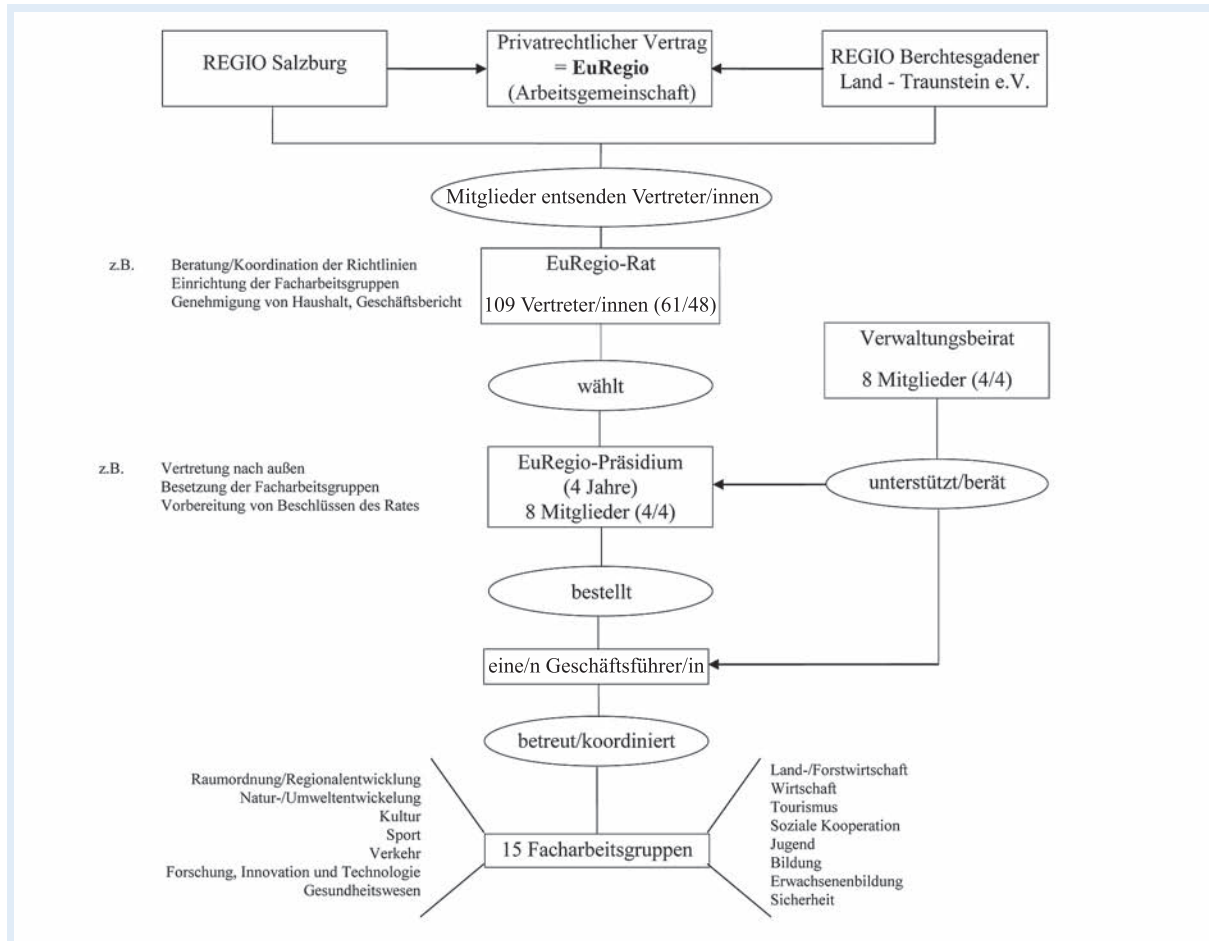 REGIO Salzburg
Privatrechtlicher Vertrag
= EuRegio
(Arbeitsgemeinschaft)
REGIO Berchtesgadener
Land - Traunstein e.V.
Mitglieder entsenden Vertreter/innen
z.B. Beratung/Koordination der Richtlinien
Einrichtung der Facharbeitsgruppen
Genehmigung von Haushalt, Geschäftsbericht
EuRegio-Rat
109 Vertreter/innen (61/48)
Verwaltungsbeirat
8 Mitglieder (4/4)
wählt
z.B. Vertretung nach außen
Besetzung der Facharbeitsgruppen
Vorbereitung von Beschlüssen des Rates
EuRegio-Präsidium
(4 Jahre)
8 Mitglieder (4/4)
unterstützt/berät
bestellt
eine/n Geschäftsführer/in
betreut/koordiniert
Raumordnung/Regionalentwicklung
Natur-/Umweltentwickelung
Kultur
Sport
Verkehr
Forschung, Innovation und Technologie
Gesundheitswesen
15 Facharbeitsgruppen
Land-/Forstwirtschaft
Wirtschaft
Tourismus
Soziale Kooperation
Jugend
Bildung
Erwachsenenbildung
Sicherheit